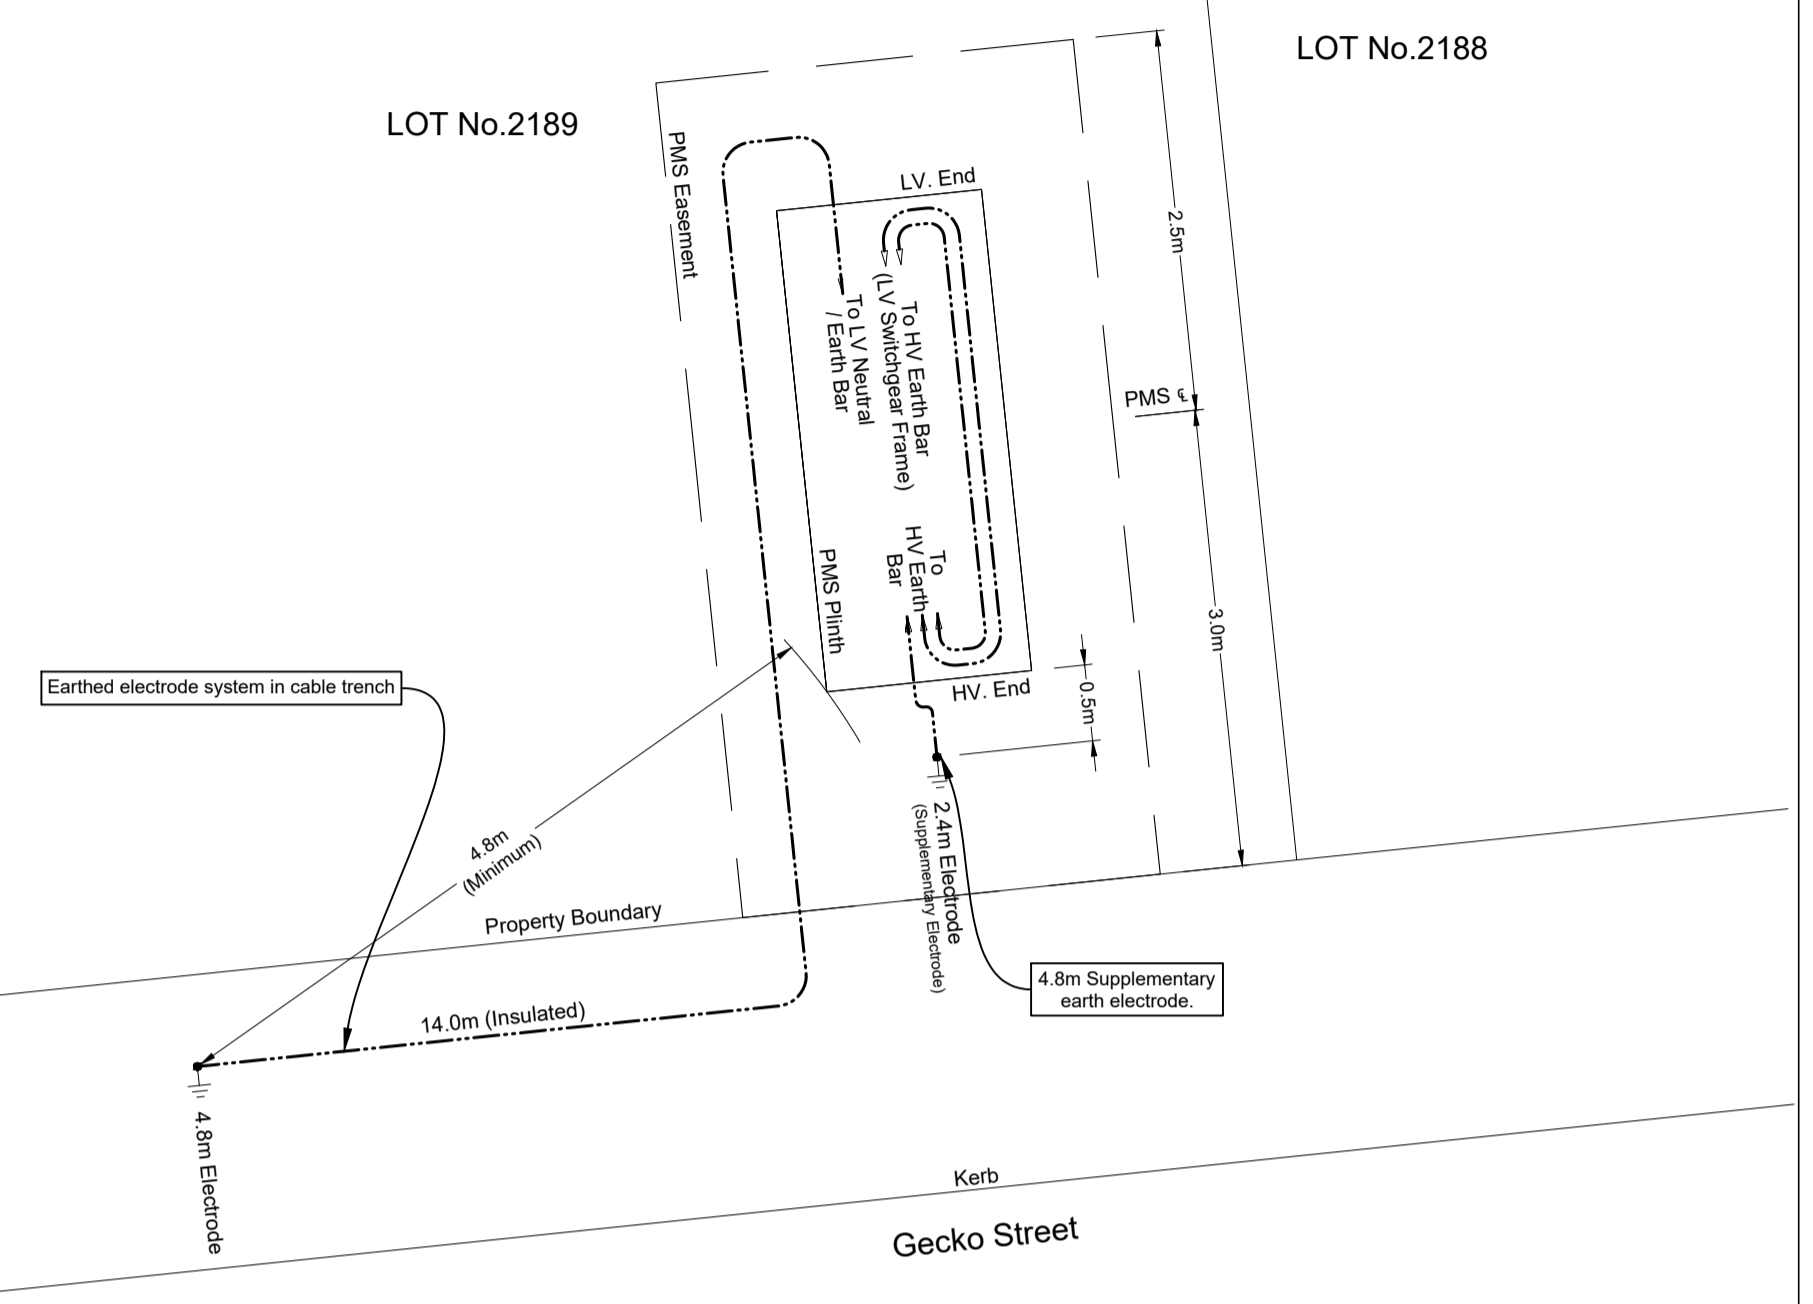 LOT No.2188
LOT No.2189
PMS Easement
LV. End
2.5m
To LV Neutral
/ Earth Bar
To HV Earth Bar
(LV Switchgear Frame)
PMS ℄
To
HV Earth
Bar
PMS Plinth
3.0m
HV. End
0.5m
Earthed electrode system in cable trench
4.8m
(Minimum)
2.4m Electrode
(Supplementary Electrode)
Property Boundary
4.8m Supplementary
earth electrode.
14.0m (Insulated)
4.8m Electrode
Kerb
Gecko Street